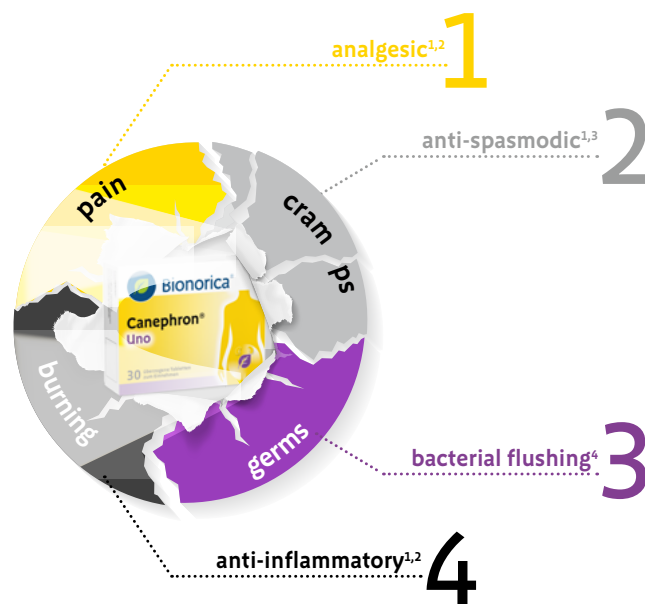 analgesic1,2 1
anti-spasmodic1,3 2
pain
cram
ps
Bionorica®
Canephron®
Uno
30
burning
germs
bacterial flushing4 3
anti-inflammatory1,2 4